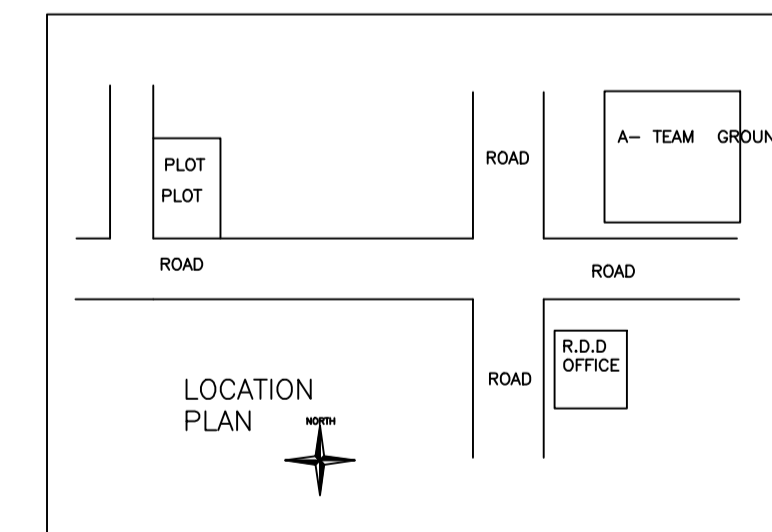 A- TEAM GROUN
ROAD
PLOT
PLOT
ROAD
ROAD
R.D.D
OFFICE
ROAD
LOCATION
PLAN
NORTH